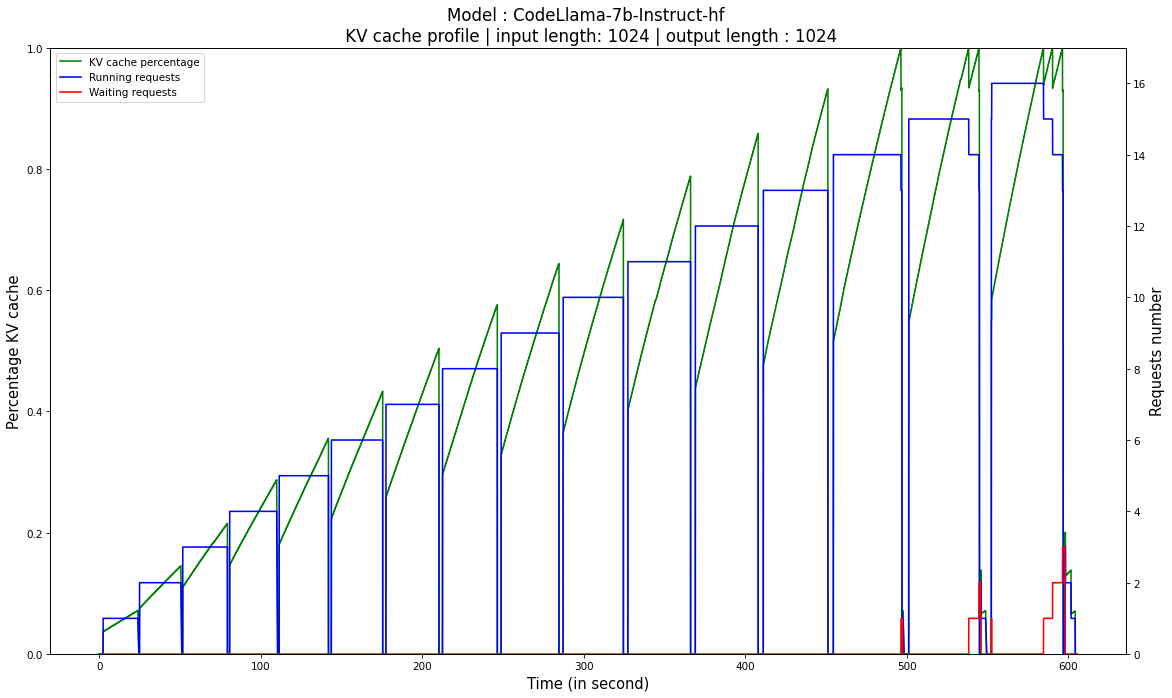 Model : CodeLlama-7b-Instruct-hf
KV cache profile | input length: 1024 | output length : 1024
KV cache percentage
Running requests
Waiting requests
Percentage KV cache
1.0
0.8
0.6
0.4
0.2
0.0
16
14
12
10
8
6
4
2
0
Requests number
0 100 200 300 400 500 600
Time (in second)